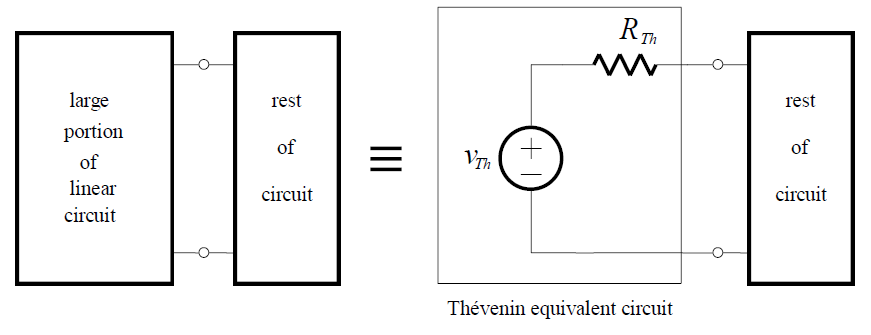 large
portion
of
linear
circuit
rest
of
circuit
≡
R_Th
v_Th
+
−
rest
of
circuit
Thévenin equivalent circuit